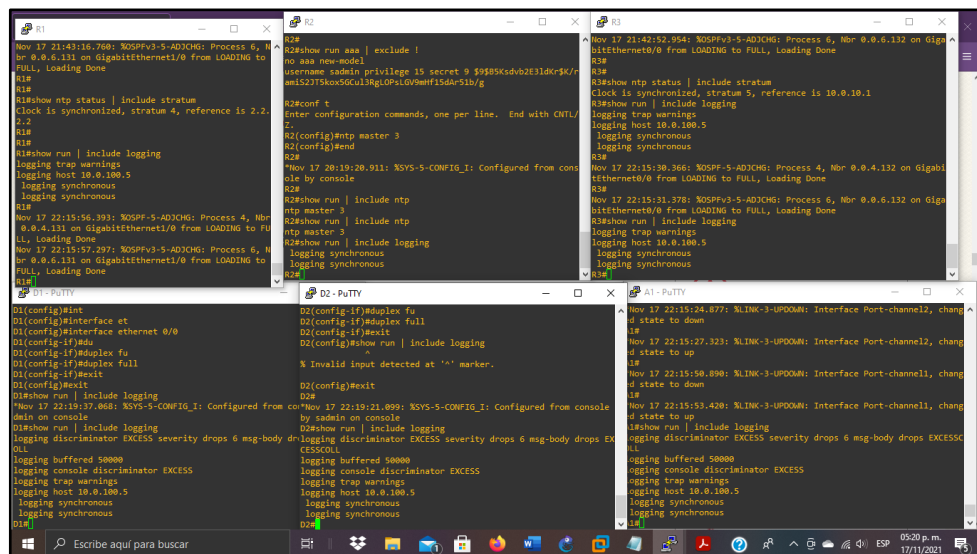 R1
Nov 17 21:43:16.760: %OSPFv3-5-ADJCHG: Process 6, N
br 0.0.6.131 on GigabitEthernet1/0 from LOADING to
FULL, Loading Done
R1#
R1#
R1#show ntp status | include stratum
Clock is synchronized, stratum 4, reference is 2.2.
2.2
R1#
R1#
R1#show run | include logging
logging trap warnings
logging host 10.0.100.5
 logging synchronous
 logging synchronous
R1#
Nov 17 22:15:56.393: %OSPF-5-ADJCHG: Process 4, Nbr
 0.0.4.131 on GigabitEthernet1/0 from LOADING to FU
LL, Loading Done
Nov 17 22:15:57.297: %OSPFv3-5-ADJCHG: Process 6, N
br 0.0.6.131 on GigabitEthernet1/0 from LOADING to
FULL, Loading Done
R1#
R2
R2#
R2#show run aaa | exclude !
no aaa new-model
username sadmin privilege 15 secret 9
R2#conf t
Enter configuration commands, one per line.  End with CNTL/
Z.
R2(config)#ntp master 3
R2(config)#end
R2#
*Nov 17 20:19:20.911: %SYS-5-CONFIG_I: Configured from cons
ole by console
R2#
R2#show run | include ntp
ntp master 3
R2#show run | include ntp
ntp master 3
R2#show run | include logging
 logging synchronous
 logging synchronous
R2#
R3
Nov 17 21:42:52.954: %OSPFv3-5-ADJCHG: Process 6, Nbr 0.0.6.132 on Giga
bitEthernet0/0 from LOADING to FULL, Loading Done
R3#
R3#
R3#show ntp status | include stratum
Clock is synchronized, stratum 5, reference is 10.0.10.1
R3#show run | include logging
logging trap warnings
logging host 10.0.100.5
 logging synchronous
 logging synchronous
R3#
Nov 17 22:15:30.366: %OSPF-5-ADJCHG: Process 4, Nbr 0.0.4.132 on Gigabi
tEthernet0/0 from LOADING to FULL, Loading Done
R3#
Nov 17 22:15:31.378: %OSPFv3-5-ADJCHG: Process 6, Nbr 0.0.6.132 on Giga
bitEthernet0/0 from LOADING to FULL, Loading Done
R3#show run | include logging
logging trap warnings
logging host 10.0.100.5
 logging synchronous
 logging synchronous
R3#
D1 - PuTTY
D1(config)#int
D1(config)#interface et
D1(config)#interface ethernet 0/0
D1(config-if)#du
D1(config-if)#duplex fu
D1(config-if)#duplex full
D1(config-if)#exit
D1(config)#exit
D1#show run | include logging
*Nov 17 22:19:37.068: %SYS-5-CONFIG_I: Configured from co
dmin on console
D1#show run | include logging
logging discriminator EXCESS severity drops 6 msg-body dr
OLL
logging buffered 50000
logging console discriminator EXCESS
logging trap warnings
logging host 10.0.100.5
 logging synchronous
 logging synchronous
D1#
D2 - PuTTY
D2(config-if)#duplex fu
D2(config-if)#duplex full
D2(config-if)#exit
D2(config)#show run | include logging
^
% Invalid input detected at '^' marker.
D2(config)#exit
D2#
*Nov 17 22:19:21.099: %SYS-5-CONFIG_I: Configured from console
by sadmin on console
D2#show run | include logging
logging discriminator EXCESS severity drops 6 msg-body drops EX
CESSCOLL
logging buffered 50000
logging console discriminator EXCESS
logging trap warnings
logging host 10.0.100.5
 logging synchronous
 logging synchronous
D2#
A1 - PuTTY
*Nov 17 22:15:24.877: %LINK-3-UPDOWN: Interface Port-channel2, chang
ed state to down
A1#
*Nov 17 22:15:27.323: %LINK-3-UPDOWN: Interface Port-channel2, chang
ed state to up
A1#
*Nov 17 22:15:50.890: %LINK-3-UPDOWN: Interface Port-channel1, chang
ed state to down
A1#
*Nov 17 22:15:53.420: %LINK-3-UPDOWN: Interface Port-channel1, chang
ed state to up
A1#show run | include logging
logging discriminator EXCESS severity drops 6 msg-body drops EXCESSC
OLL
logging buffered 50000
logging console discriminator EXCESS
logging trap warnings
logging host 10.0.100.5
 logging synchronous
 logging synchronous
A1#
Escribe aquí para buscar
ESP
05:20 p. m.
17/11/2021